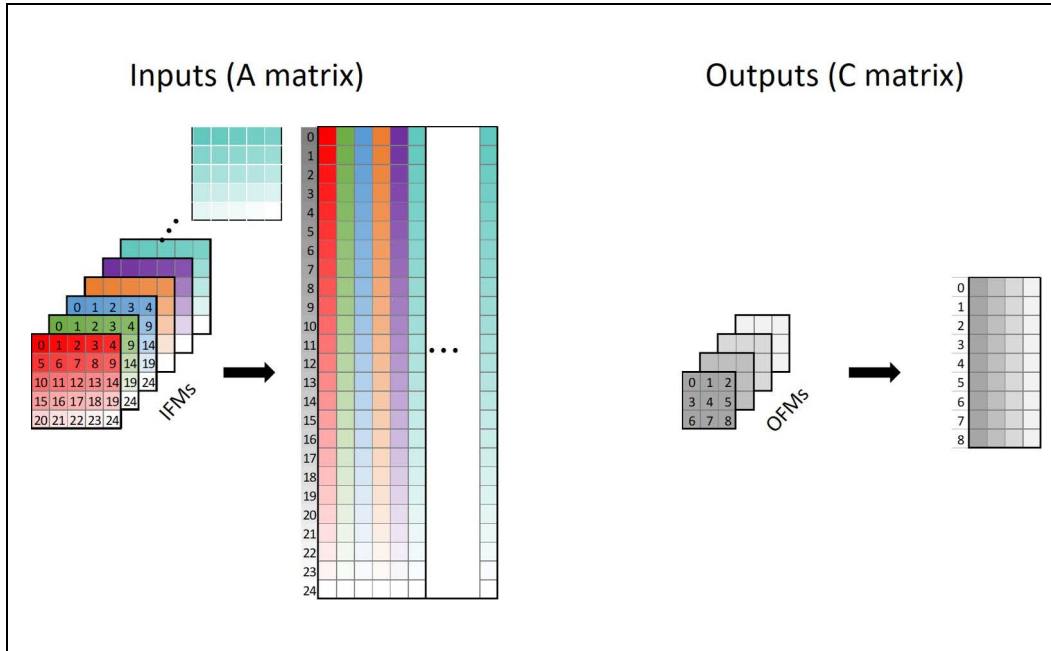 Inputs (A matrix)
Outputs (C matrix)
0 1 2 3 4
0 1 2 3 4 9
0 1 2 3 4 9 14
5 6 7 8 9 14 19
10 11 12 13 14 19 24
15 16 17 18 19 24
20 21 22 23 24
IFMs
0
1
2
3
4
5
6
7
8
9
10
11
12
13
14
15
16
17
18
19
20
21
22
23
24
...
0 1 2
3 4 5
6 7 8
OFMs
0
1
2
3
4
5
6
7
8